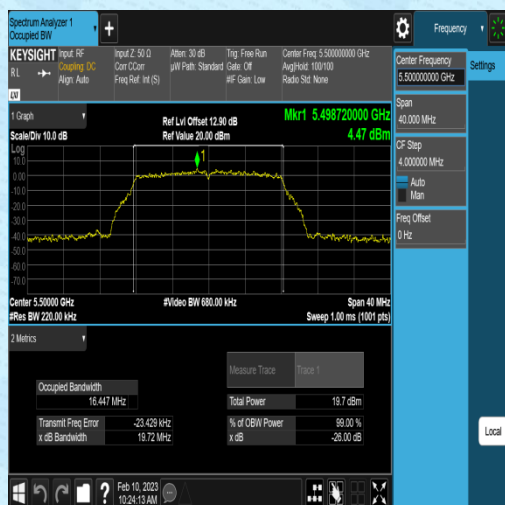 Spectrum Analyzer 1
Occupied BW
Frequency
KEYSIGHT
RL
Input: RF
Coupling: DC
Align: Auto
Input Z: 50 Ω
Corr CCorr
Freq Ref: Int (S)
Atten: 30 dB
µW Path: Standard
Trig: Free Run
Gate: Off
#IF Gain: Low
Center Freq: 5.500000000 GHz
Avg|Hold: 100/100
Radio Std: None
Center Frequency
5.500000000 GHz
Settings
Span
40.000 MHz
CF Step
4.000000 MHz
Auto
Man
Freq Offset
0 Hz
Local
1 Graph
Scale/Div 10.0 dB
Ref Lvl Offset 12.90 dB
Ref Value 20.00 dBm
Mkr1 5.498720000 GHz
4.47 dBm
Log
10.0
0.00
-10.0
-20.0
-30.0
-40.0
-50.0
-60.0
-70.0
1
Center 5.50000 GHz
#Res BW 220.00 kHz
#Video BW 680.00 kHz
Span 40 MHz
Sweep 1.00 ms (1001 pts)
2 Metrics
Measure Trace
Trace 1
Occupied Bandwidth
16.447 MHz
Total Power
19.7 dBm
Transmit Freq Error
-23.429 kHz
% of OBW Power
99.00 %
x dB Bandwidth
19.72 MHz
x dB
-26.00 dB
Feb 10, 2023
10:24:13 AM